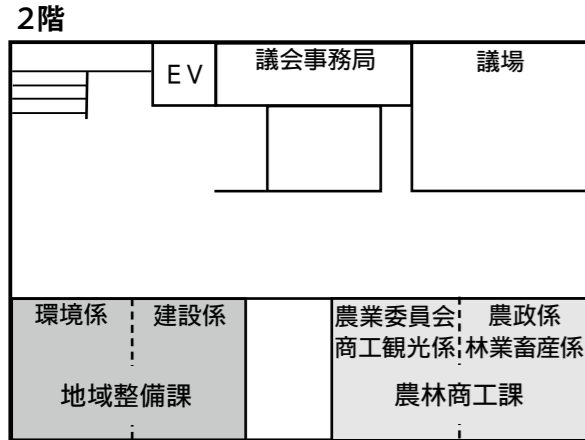 2階
EV
議会事務局
議場
環境係
建設係
地域整備課
農業委員会
商工観光係
農政係
林業畜産係
農林商工課